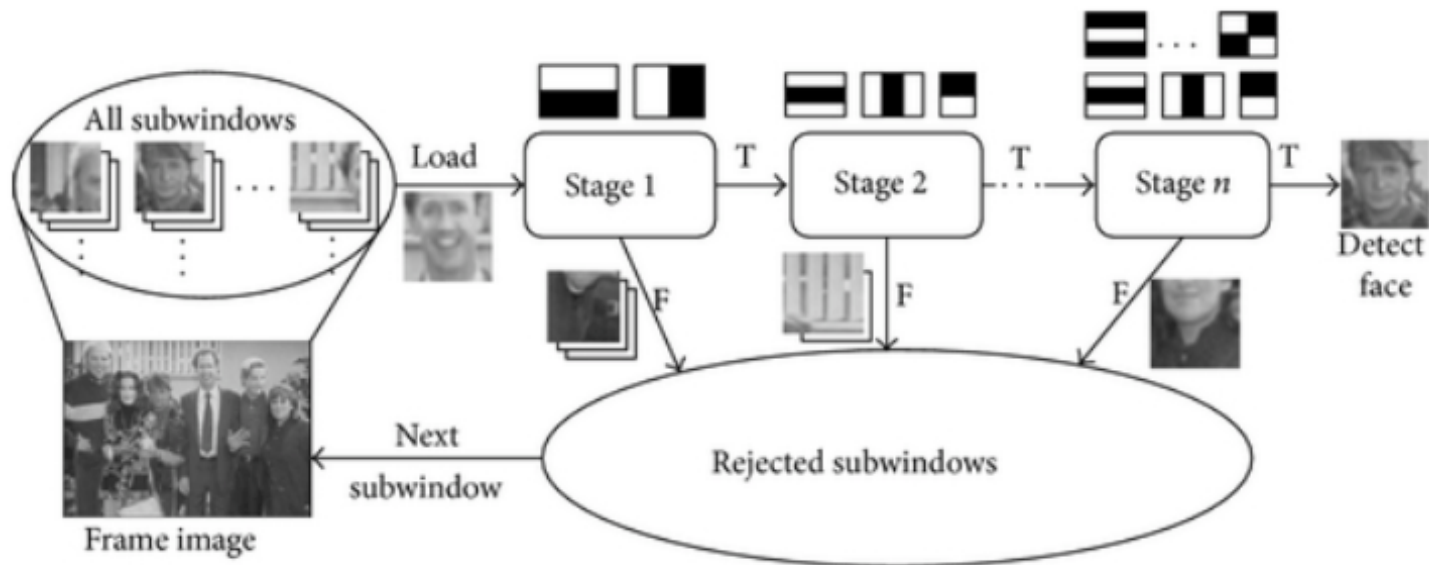 All subwindows
. . .
Load
Stage 1
T
Stage 2
T
. . .
Stage n
T
Detect
face
F
F
F
Next
subwindow
Rejected subwindows
Frame image